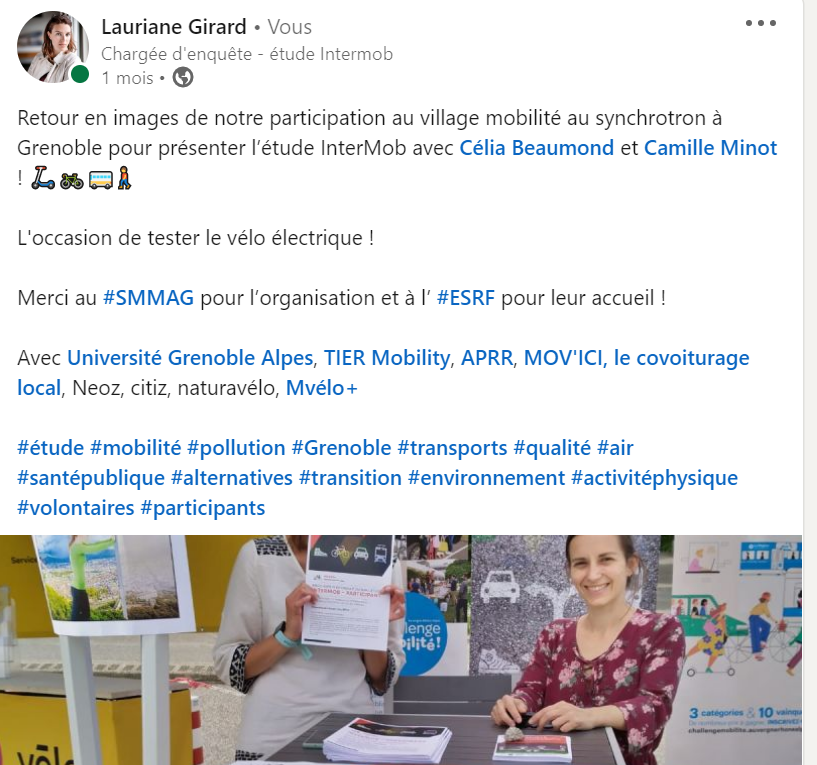 Lauriane Girard • Vous
Chargée d'enquête - étude Intermob
1 mois •
Retour en images de notre participation au village mobilité au synchrotron à
Grenoble pour présenter l'étude InterMob avec Célia Beaumond et Camille Minot
! 🛴🚲🚌🚶
L'occasion de tester le vélo électrique !
Merci au #SMMAG pour l'organisation et à l' #ESRF pour leur accueil !
Avec Université Grenoble Alpes, TIER Mobility, APRR, MOV'ICI, le covoiturage
local, Neoz, citiz, naturavélo, Mvélo+
#étude #mobilité #pollution #Grenoble #transports #qualité #air
#santépublique #alternatives #transition #environnement #activitéphysique
#volontaires #participants
Servic
INTERMOB - PARTICIPANT
lenge
bilité!
3 catégories & 10 vainqu
vélo